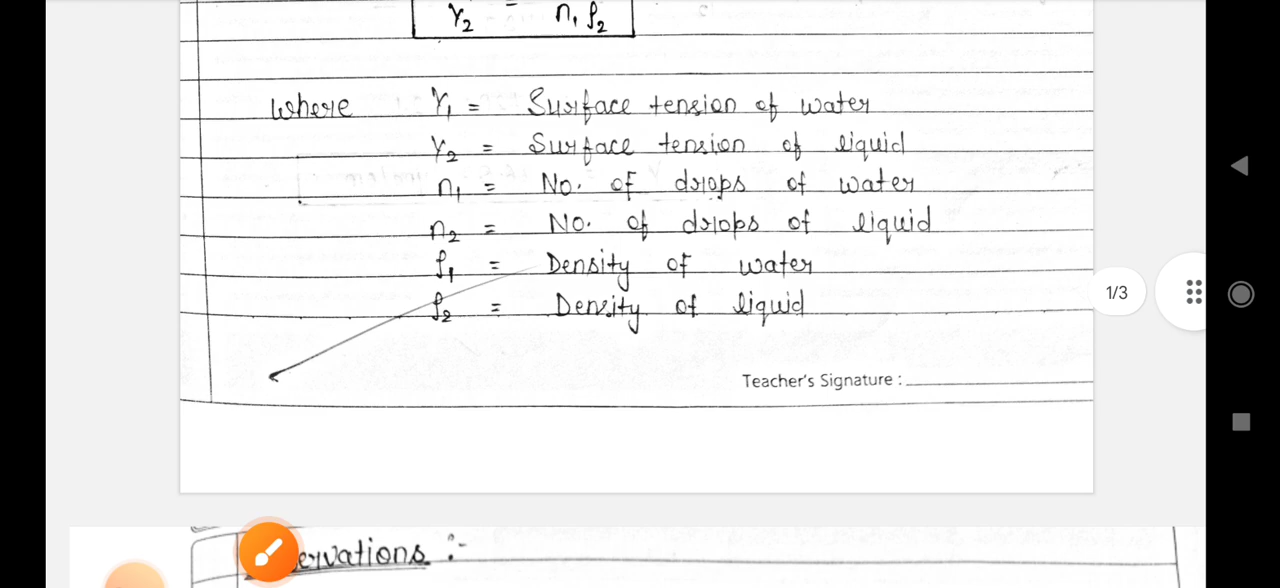 γ₂ = n₁ ρ₂
where γ₁ = Surface tension of water
γ₂ = Surface tension of liquid
n₁ = No. of drops of water
n₂ = No. of drops of liquid
ρ₁ = Density of water
ρ₂ = Density of liquid
1/3
Teacher's Signature :
ervations :-